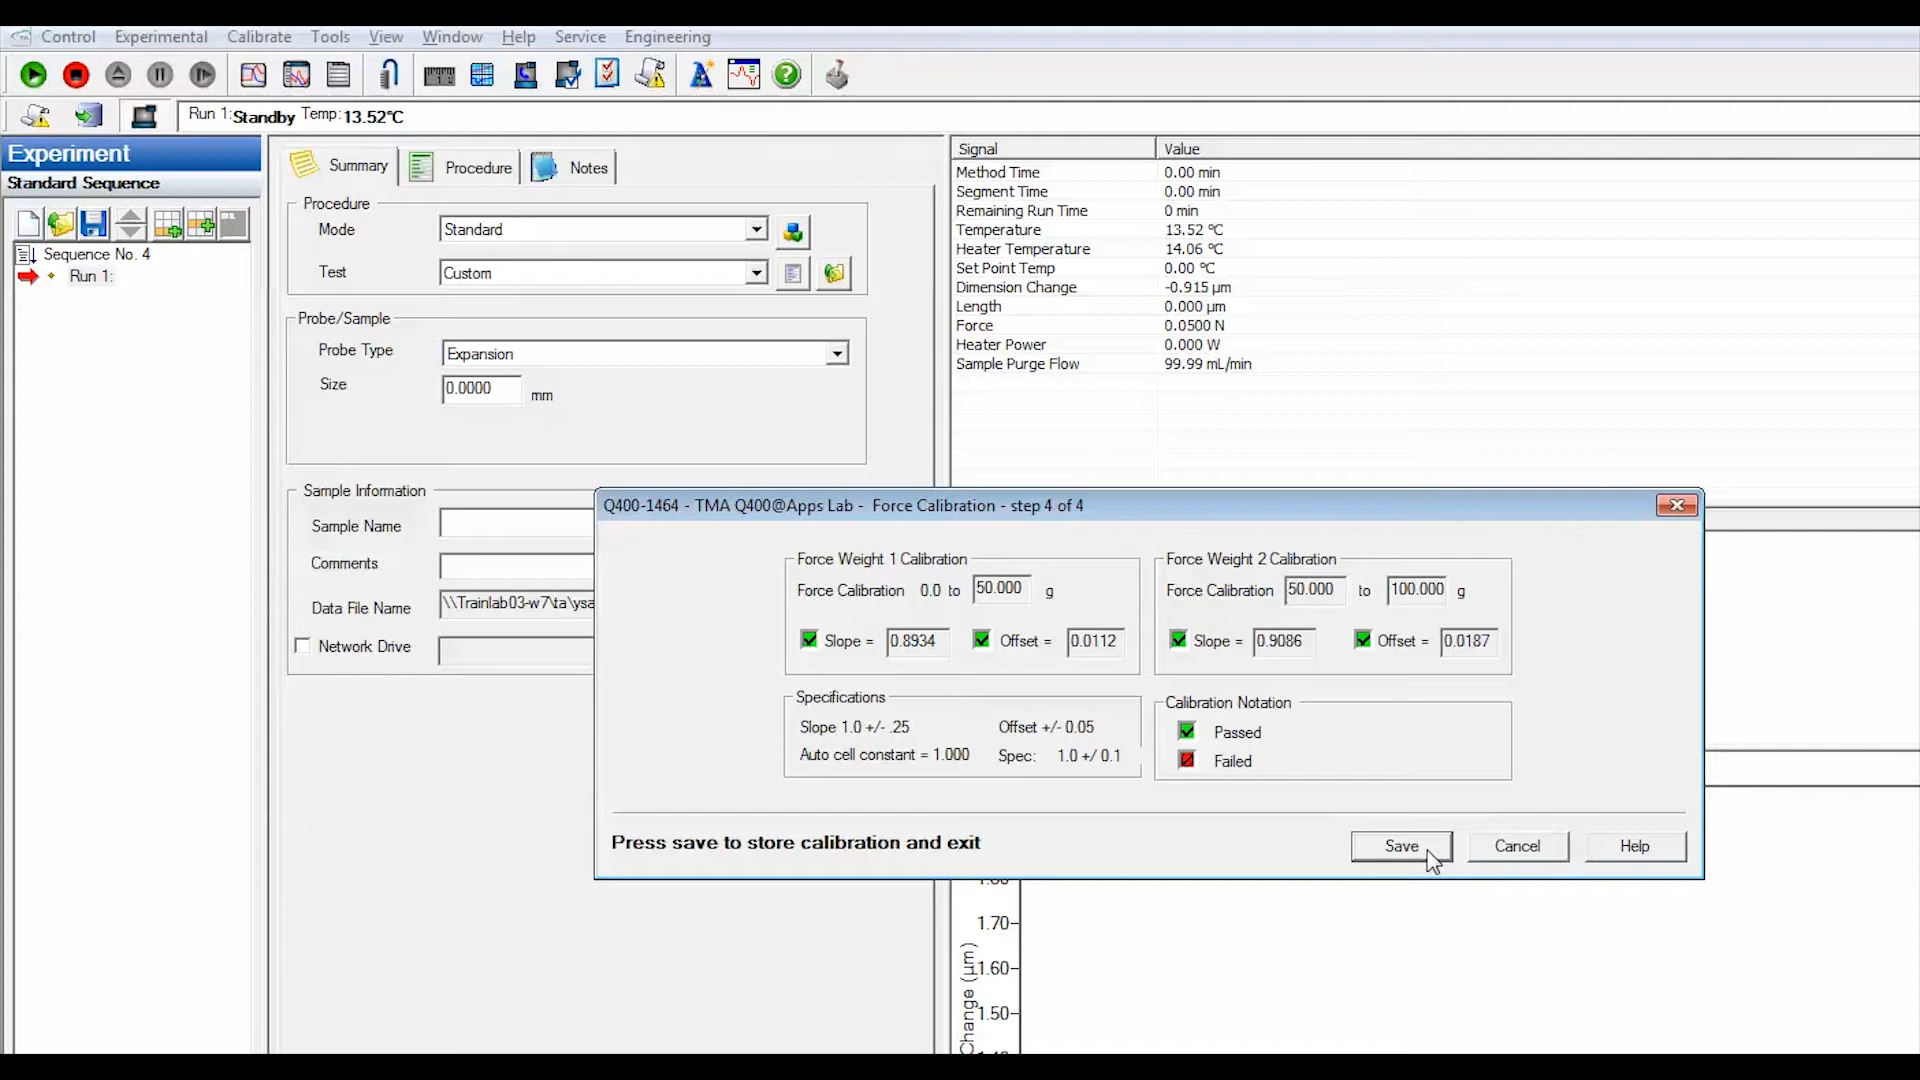 Control Experimental Calibrate Tools View Window Help Service Engineering
Run 1: Standby Temp: 13.52°C
Experiment
Standard Sequence
Sequence No. 4
Run 1:
Summary Procedure Notes
Procedure
Mode Standard
Test Custom
Probe/Sample
Probe Type Expansion
Size 0.0000 mm
Sample Information
Sample Name
Comments
Data File Name \\Trainlab03-w7\ta\ysa
Network Drive
Signal Value
Method Time 0.00 min
Segment Time 0.00 min
Remaining Run Time 0 min
Temperature 13.52 °C
Heater Temperature 14.06 °C
Set Point Temp 0.00 °C
Dimension Change -0.915 µm
Length 0.000 µm
Force 0.0500 N
Heater Power 0.000 W
Sample Purge Flow 99.99 mL/min
Q400-1464 - TMA Q400@Apps Lab - Force Calibration - step 4 of 4
Force Weight 1 Calibration
Force Calibration 0.0 to 50.000 g
Slope = 0.8934 Offset = 0.0112
Force Weight 2 Calibration
Force Calibration 50.000 to 100.000 g
Slope = 0.9086 Offset = 0.0187
Specifications
Slope 1.0 +/- .25 Offset +/- 0.05
Auto cell constant = 1.000 Spec: 1.0 +/ 0.1
Calibration Notation
Passed
Failed
Press save to store calibration and exit
Save Cancel Help
1.70
1.60
1.50
Change (µm)